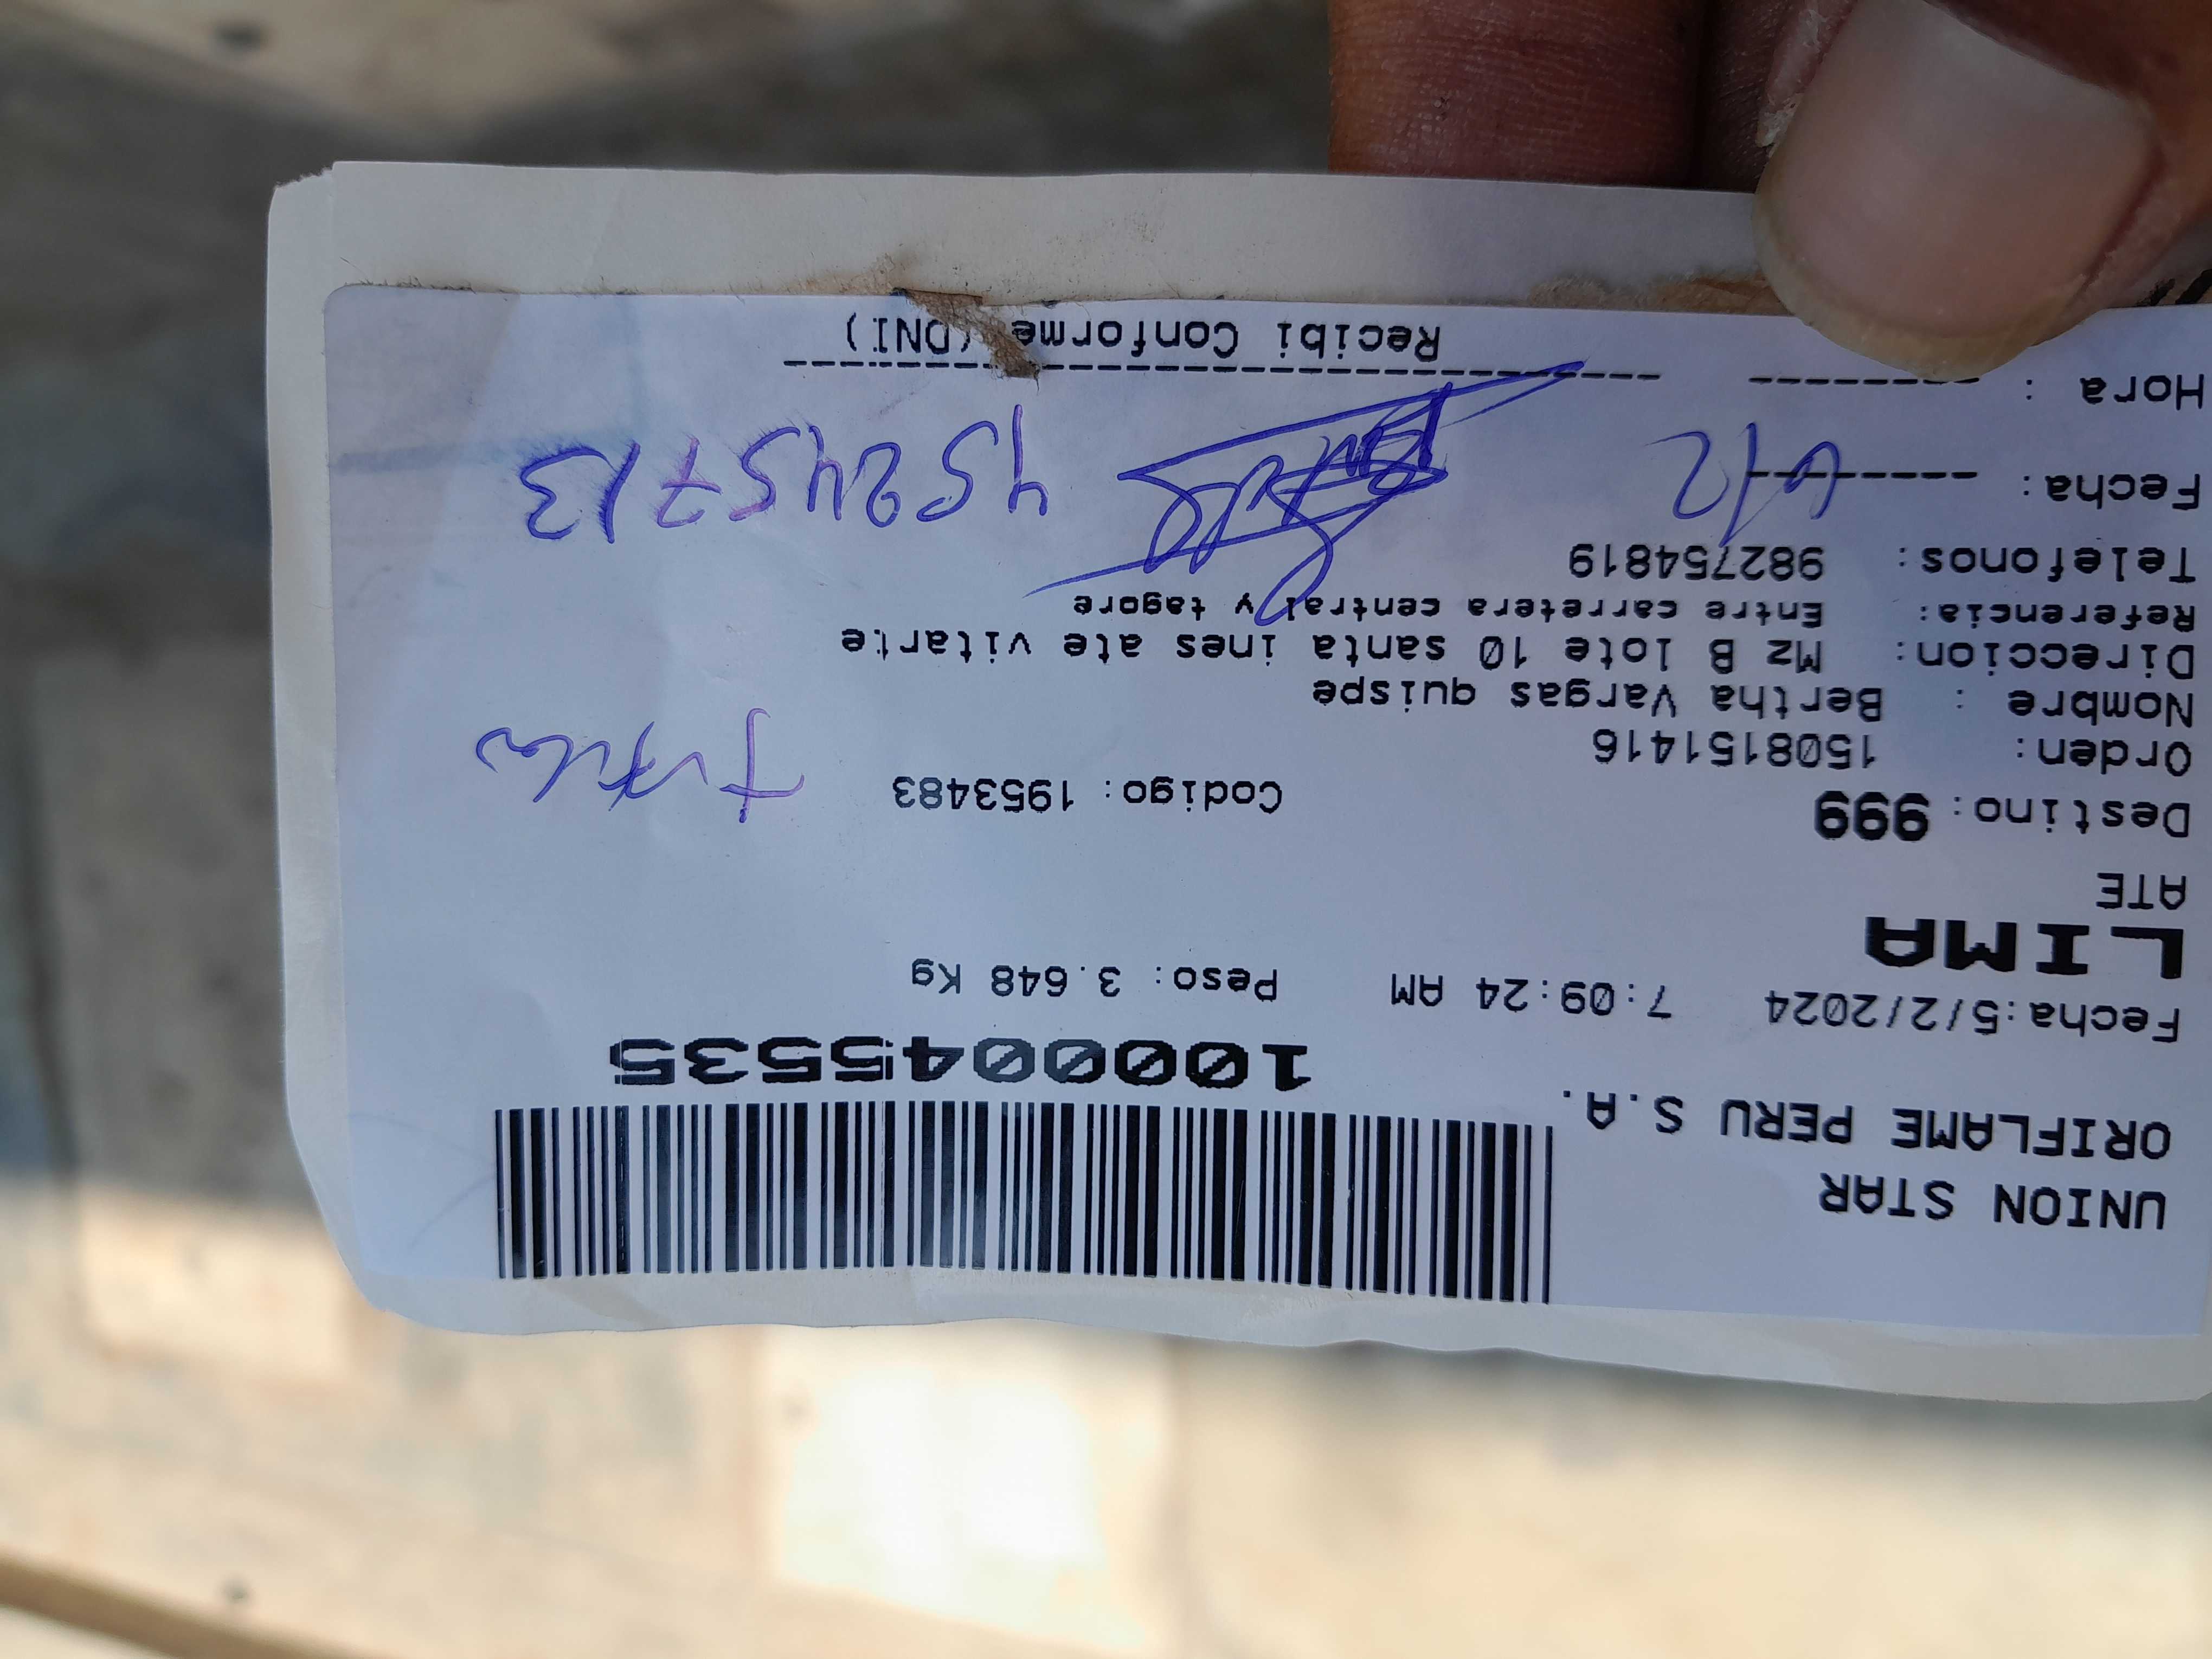 UNION STAR
ORIFLAME PERU S.A.
1000045535
Fecha:5/2/2024 7:09:24 AM Peso: 3.648 Kg
LIMA
ATE
Destino: 999 Codigo: 1953483
Orden: 1508151416
Nombre : Bertha Vargas quispe
Direccion: Mz B lote 10 santa ines ate vitarte
Referencia: Entre carretera central y tagore
Telefonos: 982754819
Fecha: 6/2 45245713
Hora :
Recibi Conforme (DNI)